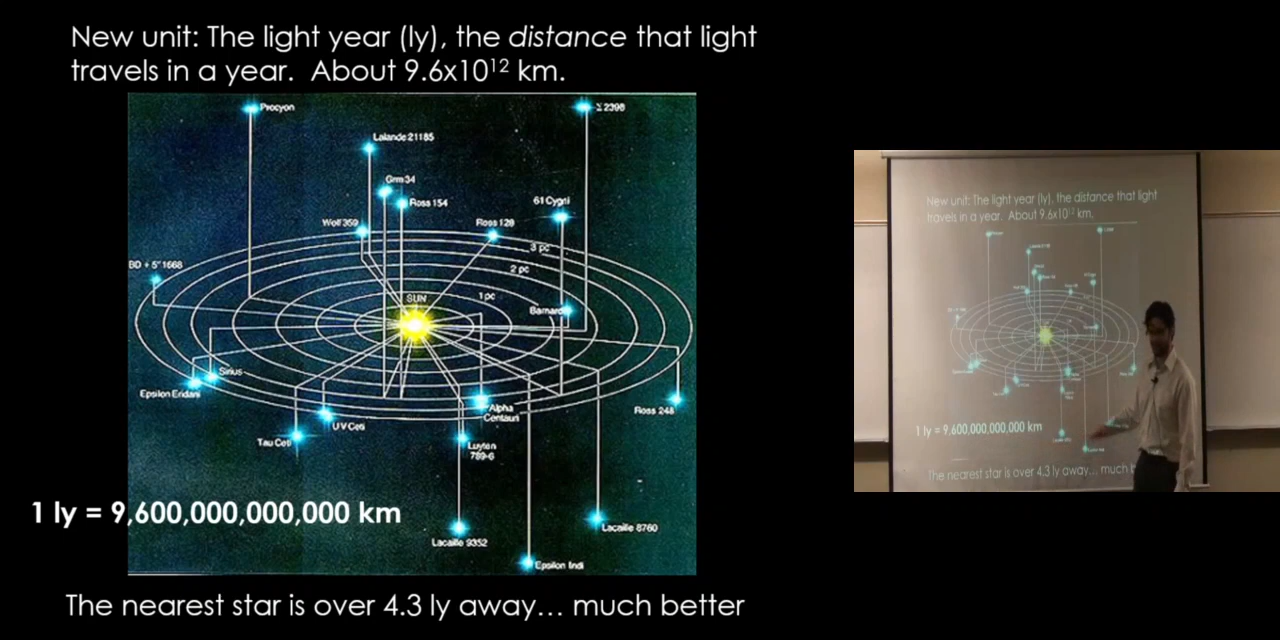 New unit: The light year (ly), the distance that light
travels in a year. About 9.6x10¹² km.
Procyon
Σ 2398
Lalande 21185
Grm 34
Ross 154
61 Cygni
Wolf 359
Ross 128
3 pc
BD + 5° 1668
2 pc
1 pc
SUN
Barnard
Sirius
Epsilon Eridani
Alpha
Centauri
Ross 248
UV Ceti
Tau Ceti
Luyten
789-6
1 ly = 9,600,000,000,000 km
Lacaille 8760
Lacaille 9352
Epsilon Indi
The nearest star is over 4.3 ly away... much better
New unit: The light year (ly), the distance that light
travels in a year. About 9.6x10¹² km.
1 ly = 9,600,000,000,000 km
The nearest star is over 4.3 ly away... much b